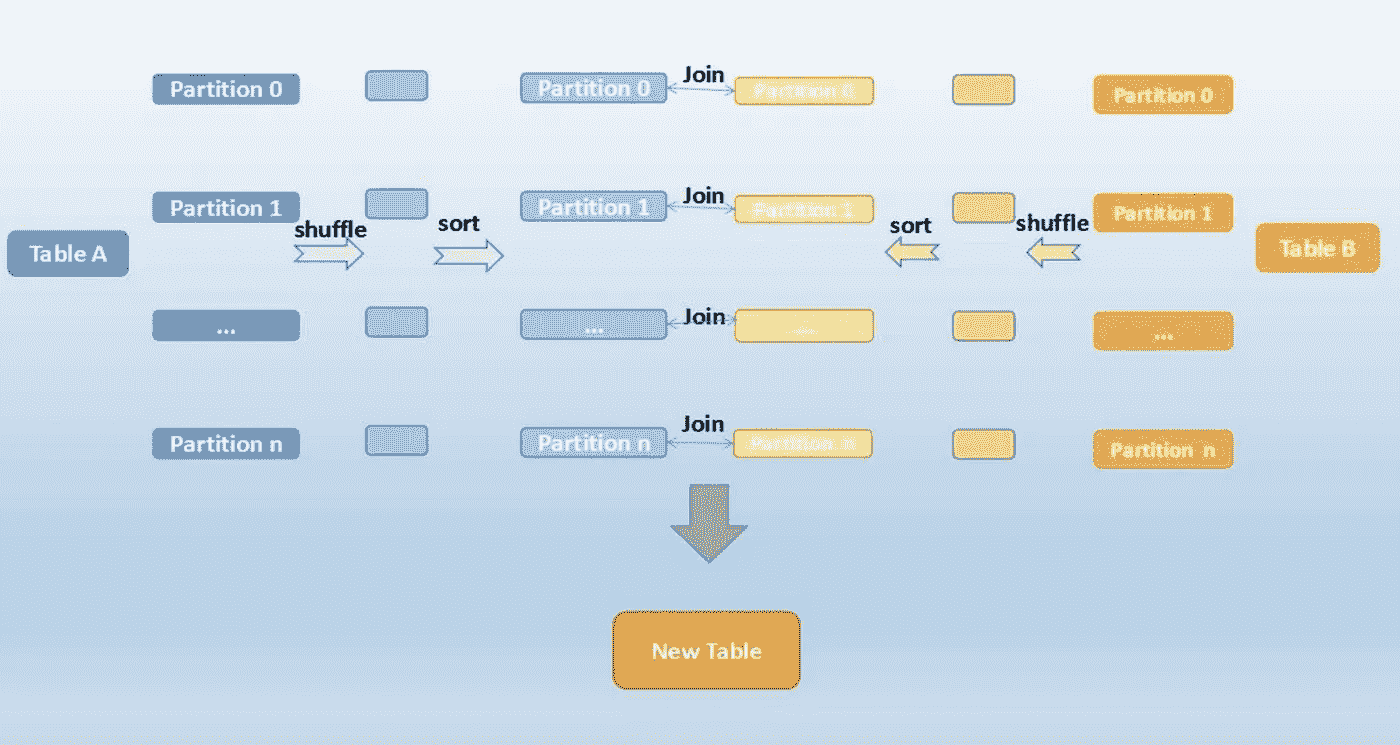 Partition 0
Partition 0
Join
Partition 0
Partition 0
Partition 1
Partition 1
Join
Partition 1
Partition 1
shuffle
sort
sort
shuffle
Table A
Table B
...
...
Join
...
...
Partition n
Partition n
Join
Partition n
Partition n
New Table